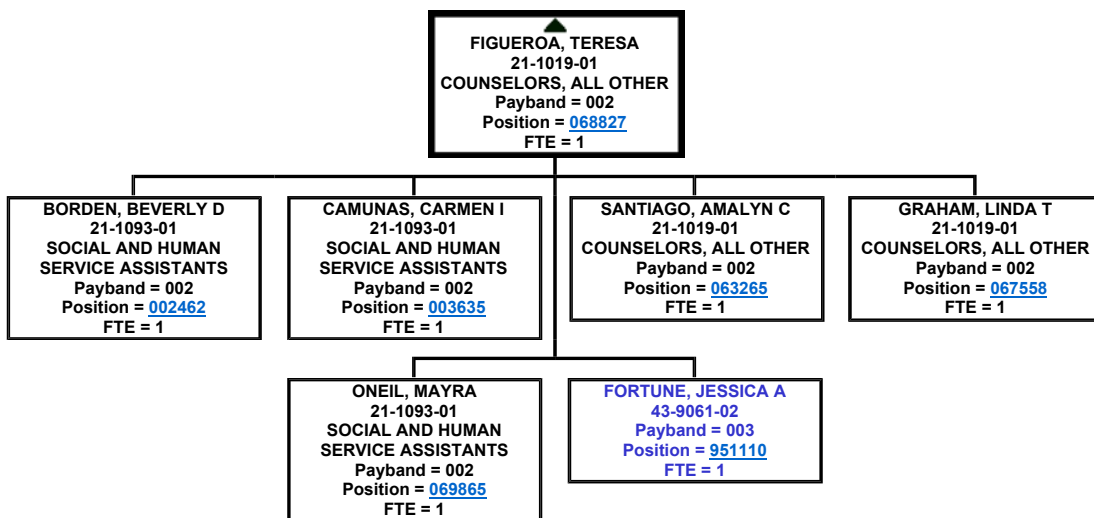 FIGUEROA, TERESA
21-1019-01
COUNSELORS, ALL OTHER
Payband = 002
Position = 068827
FTE = 1
BORDEN, BEVERLY D
21-1093-01
SOCIAL AND HUMAN
SERVICE ASSISTANTS
Payband = 002
Position = 002462
FTE = 1
CAMUNAS, CARMEN I
21-1093-01
SOCIAL AND HUMAN
SERVICE ASSISTANTS
Payband = 002
Position = 003635
FTE = 1
SANTIAGO, AMALYN C
21-1019-01
COUNSELORS, ALL OTHER
Payband = 002
Position = 063265
FTE = 1
GRAHAM, LINDA T
21-1019-01
COUNSELORS, ALL OTHER
Payband = 002
Position = 067558
FTE = 1
ONEIL, MAYRA
21-1093-01
SOCIAL AND HUMAN
SERVICE ASSISTANTS
Payband = 002
Position = 069865
FTE = 1
FORTUNE, JESSICA A
43-9061-02
Payband = 003
Position = 951110
FTE = 1